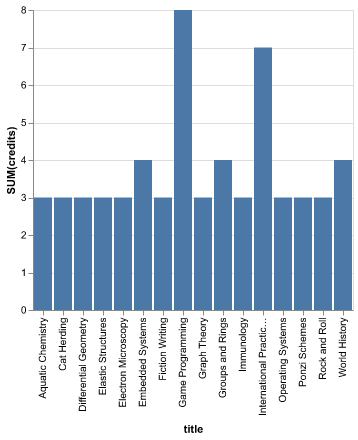 8
7
6
5
4
3
2
1
0
SUM(credits)
Aquatic Chemistry
Cat Herding
Differential Geometry
Elastic Structures
Electron Microscopy
Embedded Systems
Fiction Writing
Game Programming
Graph Theory
Groups and Rings
Immunology
International Practic…
Operating Systems
Ponzi Schemes
Rock and Roll
World History
title